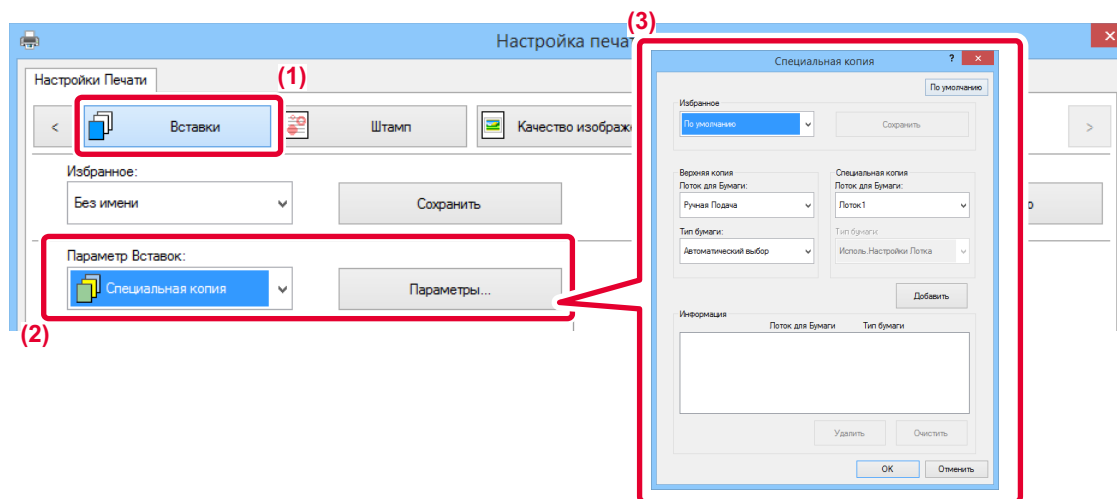 (3)
Настройка печат
Настройки Печати
(1)
Вставки
Штамп
Качество изображ
Избранное:
Без имени
Сохранить
Параметр Вставок:
Специальная копия
Параметры...
(2)
Специальная копия
По умолчанию
Избранное
По умолчанию
Сохранить
Верхняя копия
Специальная копия
Поток для Бумаги:
Поток для Бумаги:
Ручная Подача
Лоток1
Тип бумаги:
Тип бумаги:
Автоматический выбор
Исполь.Настройки Лотка
Добавить
Информация
Поток для Бумаги Тип бумаги
Удалить
Очистить
OK
Отменить